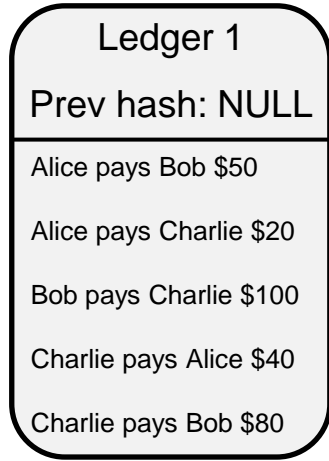 Ledger 1
Prev hash: NULL
Alice pays Bob $50
Alice pays Charlie $20
Bob pays Charlie $100
Charlie pays Alice $40
Charlie pays Bob $80